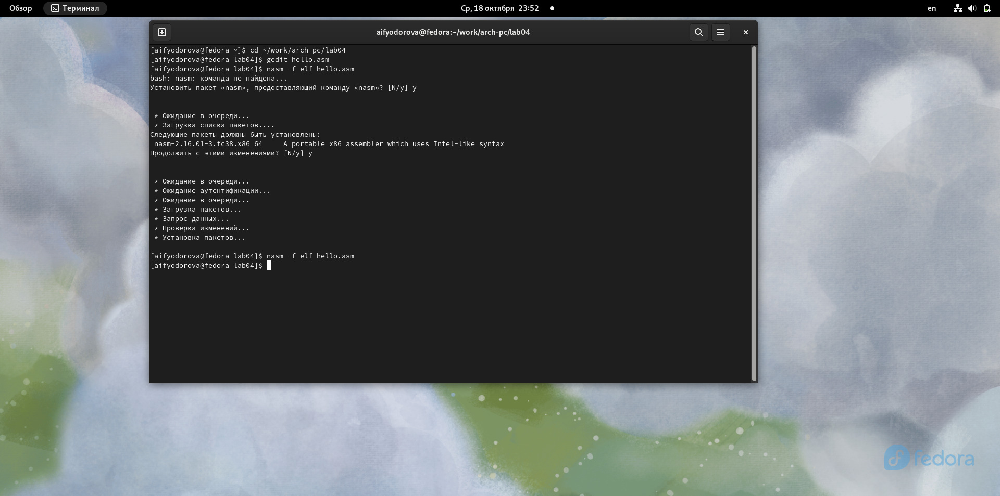 Обзор
Терминал
Ср, 18 октября 23:52
en
aifyodorova@fedora:~/work/arch-pc/lab04
[aifyodorova@fedora ~]$ cd ~/work/arch-pc/lab04
[aifyodorova@fedora lab04]$ gedit hello.asm
[aifyodorova@fedora lab04]$ nasm -f elf hello.asm
bash: nasm: команда не найдена...
Установить пакет «nasm», предоставляющий команду «nasm»? [N/y] y
* Ожидание в очереди...
* Загрузка списка пакетов....
Следующие пакеты должны быть установлены:
nasm-2.16.01-3.fc38.x86_64 A portable x86 assembler which uses Intel-like syntax
Продолжить с этими изменениями? [N/y] y
* Ожидание в очереди...
* Ожидание аутентификации...
* Ожидание в очереди...
* Загрузка пакетов...
* Запрос данных...
* Проверка изменений...
* Установка пакетов...
[aifyodorova@fedora lab04]$ nasm -f elf hello.asm
[aifyodorova@fedora lab04]$
fedora